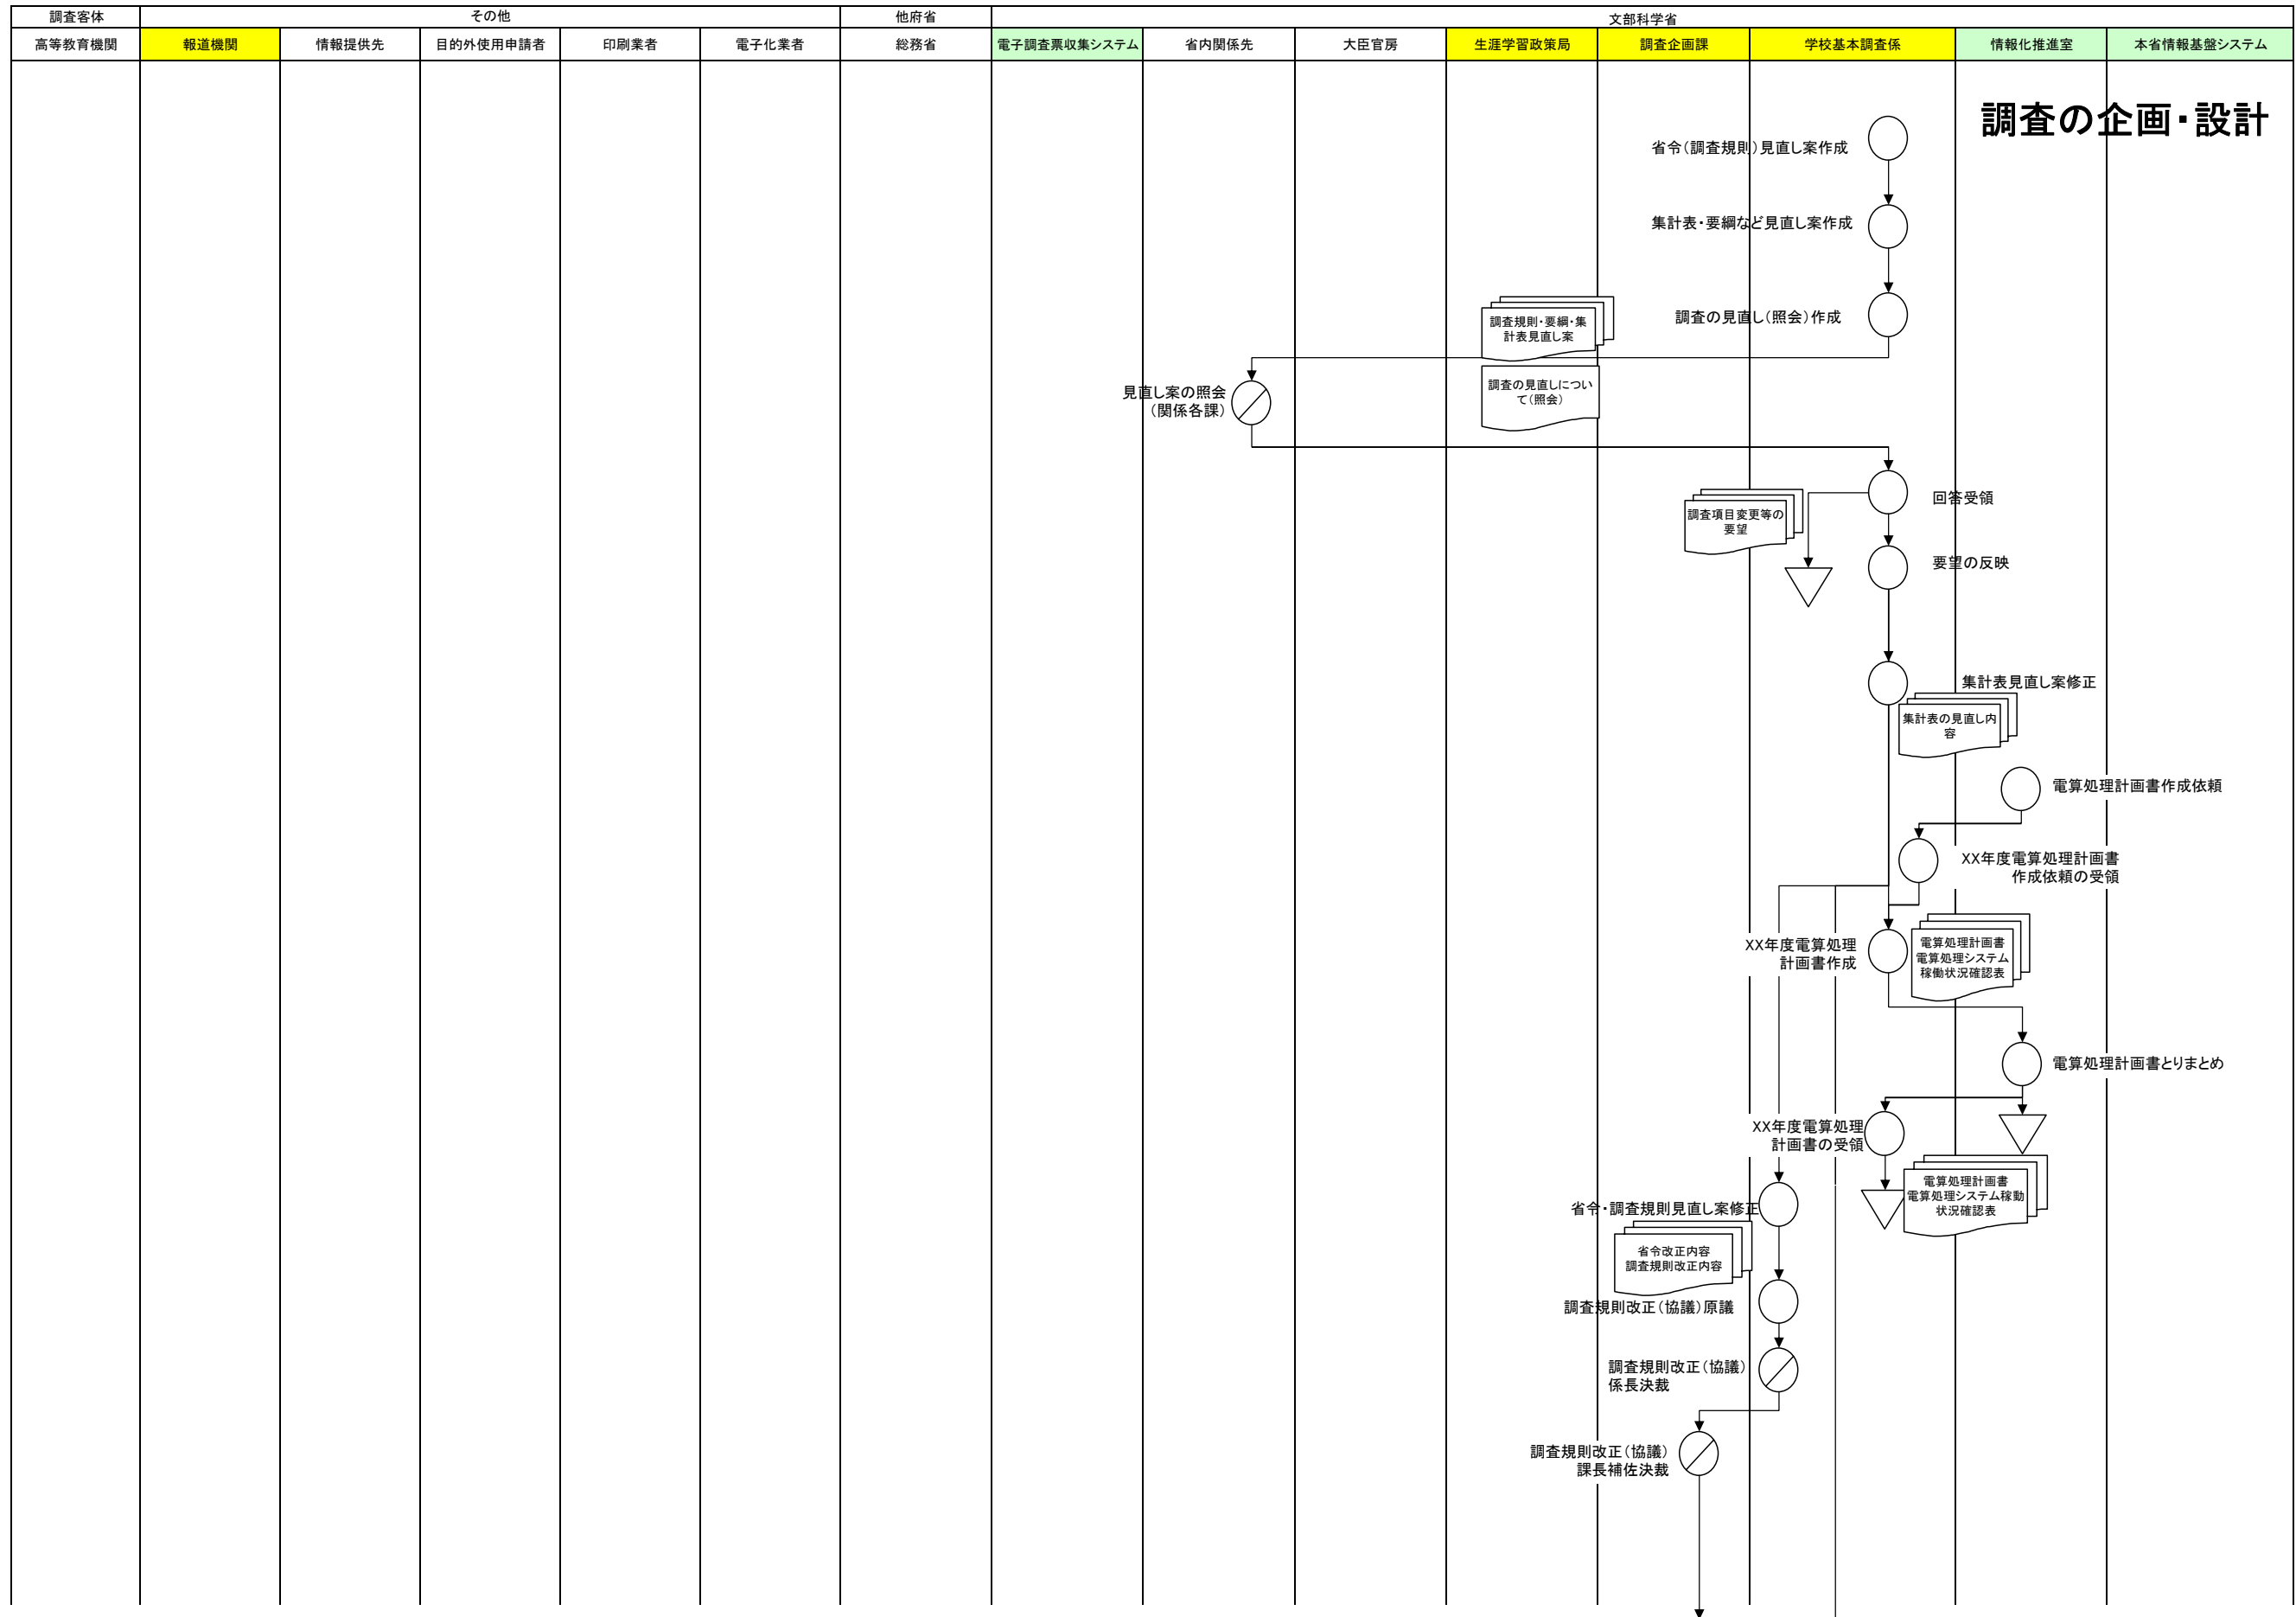 調査客体
その他
他府省
文部科学省
高等教育機関
報道機関
情報提供先
目的外使用申請者
印刷業者
電子化業者
総務省
電子調査票収集システム
省内関係先
大臣官房
生涯学習政策局
調査企画課
学校基本調査係
情報化推進室
本省情報基盤システム
調査の企画・設計
省令（調査規則）見直し案作成
集計表・要綱など見直し案作成
調査の見直し（照会）作成
調査規則・要綱・集
計表見直し案
調査の見直しについ
て（照会）
見直し案の照会
（関係各課）
回答受領
調査項目変更等の
要望
要望の反映
集計表見直し案修正
集計表の見直し内
容
電算処理計画書作成依頼
XX年度電算処理計画書
作成依頼の受領
XX年度電算処理
計画書作成
電算処理計画書
電算処理システム
稼働状況確認表
電算処理計画書とりまとめ
XX年度電算処理
計画書の受領
電算処理計画書
電算処理システム稼動
状況確認表
省令・調査規則見直し案修正
省令改正内容
調査規則改正内容
調査規則改正（協議）原議
調査規則改正（協議）
係長決裁
調査規則改正（協議）
課長補佐決裁